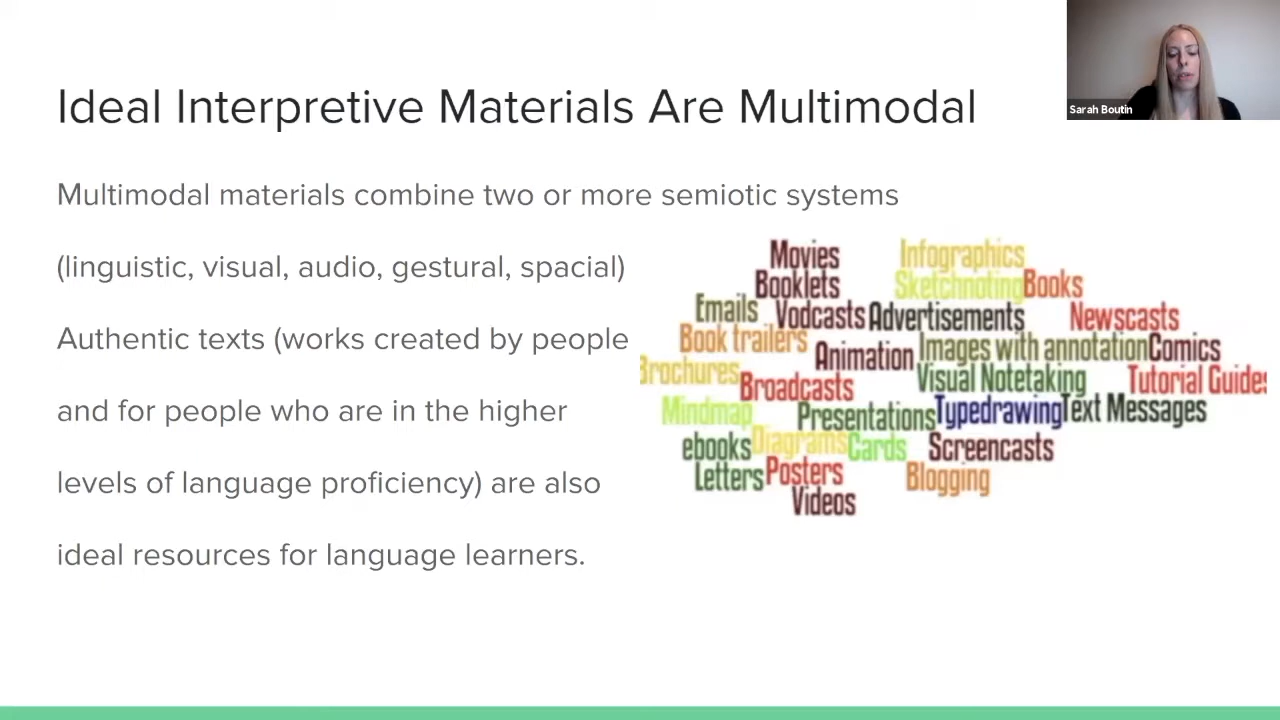 Ideal Interpretive Materials Are Multimodal
Sarah Boutin
Multimodal materials combine two or more semiotic systems
(linguistic, visual, audio, gestural, spacial)
Authentic texts (works created by people
and for people who are in the higher
levels of language proficiency) are also
ideal resources for language learners.
Movies Infographics
Booklets Sketchnoting Books
Emails Vodcasts Advertisements Newscasts
Book trailers Animation Images with annotation Comics
Brochures Broadcasts Visual Notetaking Tutorial Guides
Mindmap Presentations Typedrawing Text Messages
ebooks Diagrams Cards Screencasts
Letters Posters Blogging
Videos